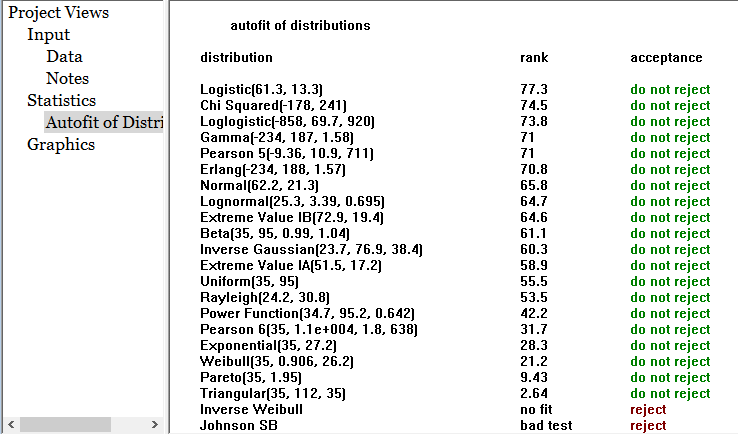 Project Views
Input
Data
Notes
Statistics
Autofit of Distri
Graphics
autofit of distributions
distribution rank acceptance
Logistic(61.3, 13.3) 77.3 do not reject
Chi Squared(-178, 241) 74.5 do not reject
Loglogistic(-858, 69.7, 920) 73.8 do not reject
Gamma(-234, 187, 1.58) 71 do not reject
Pearson 5(-9.36, 10.9, 711) 71 do not reject
Erlang(-234, 188, 1.57) 70.8 do not reject
Normal(62.2, 21.3) 65.8 do not reject
Lognormal(25.3, 3.39, 0.695) 64.7 do not reject
Extreme Value IB(72.9, 19.4) 64.6 do not reject
Beta(35, 95, 0.99, 1.04) 61.1 do not reject
Inverse Gaussian(23.7, 76.9, 38.4) 60.3 do not reject
Extreme Value IA(51.5, 17.2) 58.9 do not reject
Uniform(35, 95) 55.5 do not reject
Rayleigh(24.2, 30.8) 53.5 do not reject
Power Function(34.7, 95.2, 0.642) 42.2 do not reject
Pearson 6(35, 1.1e+004, 1.8, 638) 31.7 do not reject
Exponential(35, 27.2) 28.3 do not reject
Weibull(35, 0.906, 26.2) 21.2 do not reject
Pareto(35, 1.95) 9.43 do not reject
Triangular(35, 112, 35) 2.64 do not reject
Inverse Weibull no fit reject
Johnson SB bad test reject